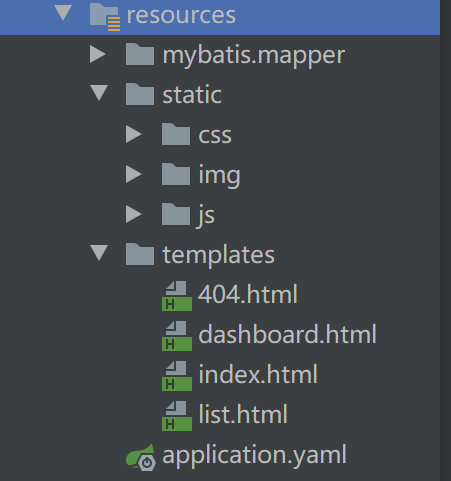 resources
mybatis.mapper
static
css
img
js
templates
404.html
dashboard.html
index.html
list.html
application.yaml